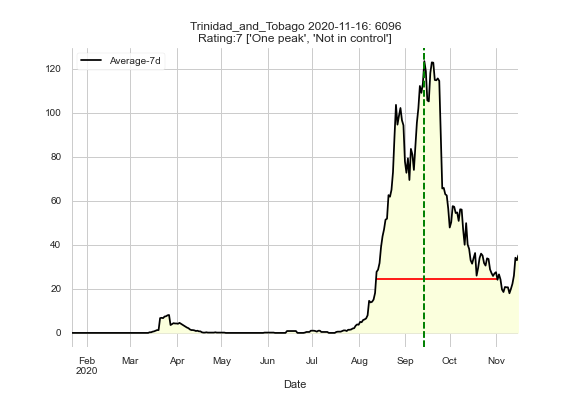 Trinidad_and_Tobago 2020-11-16: 6096
Rating:7 ['One peak', 'Not in control']
Average-7d
120
100
80
60
40
20
0
Feb Mar Apr May Jun Jul Aug Sep Oct Nov
2020
Date